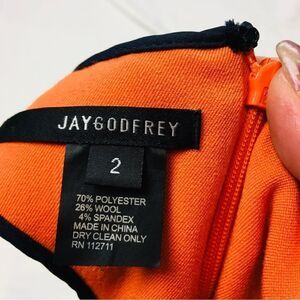 JAYGODFREY
2
70% POLYESTER
26% WOOL
4% SPANDEX
MADE IN CHINA
DRY CLEAN ONLY
RN 112711